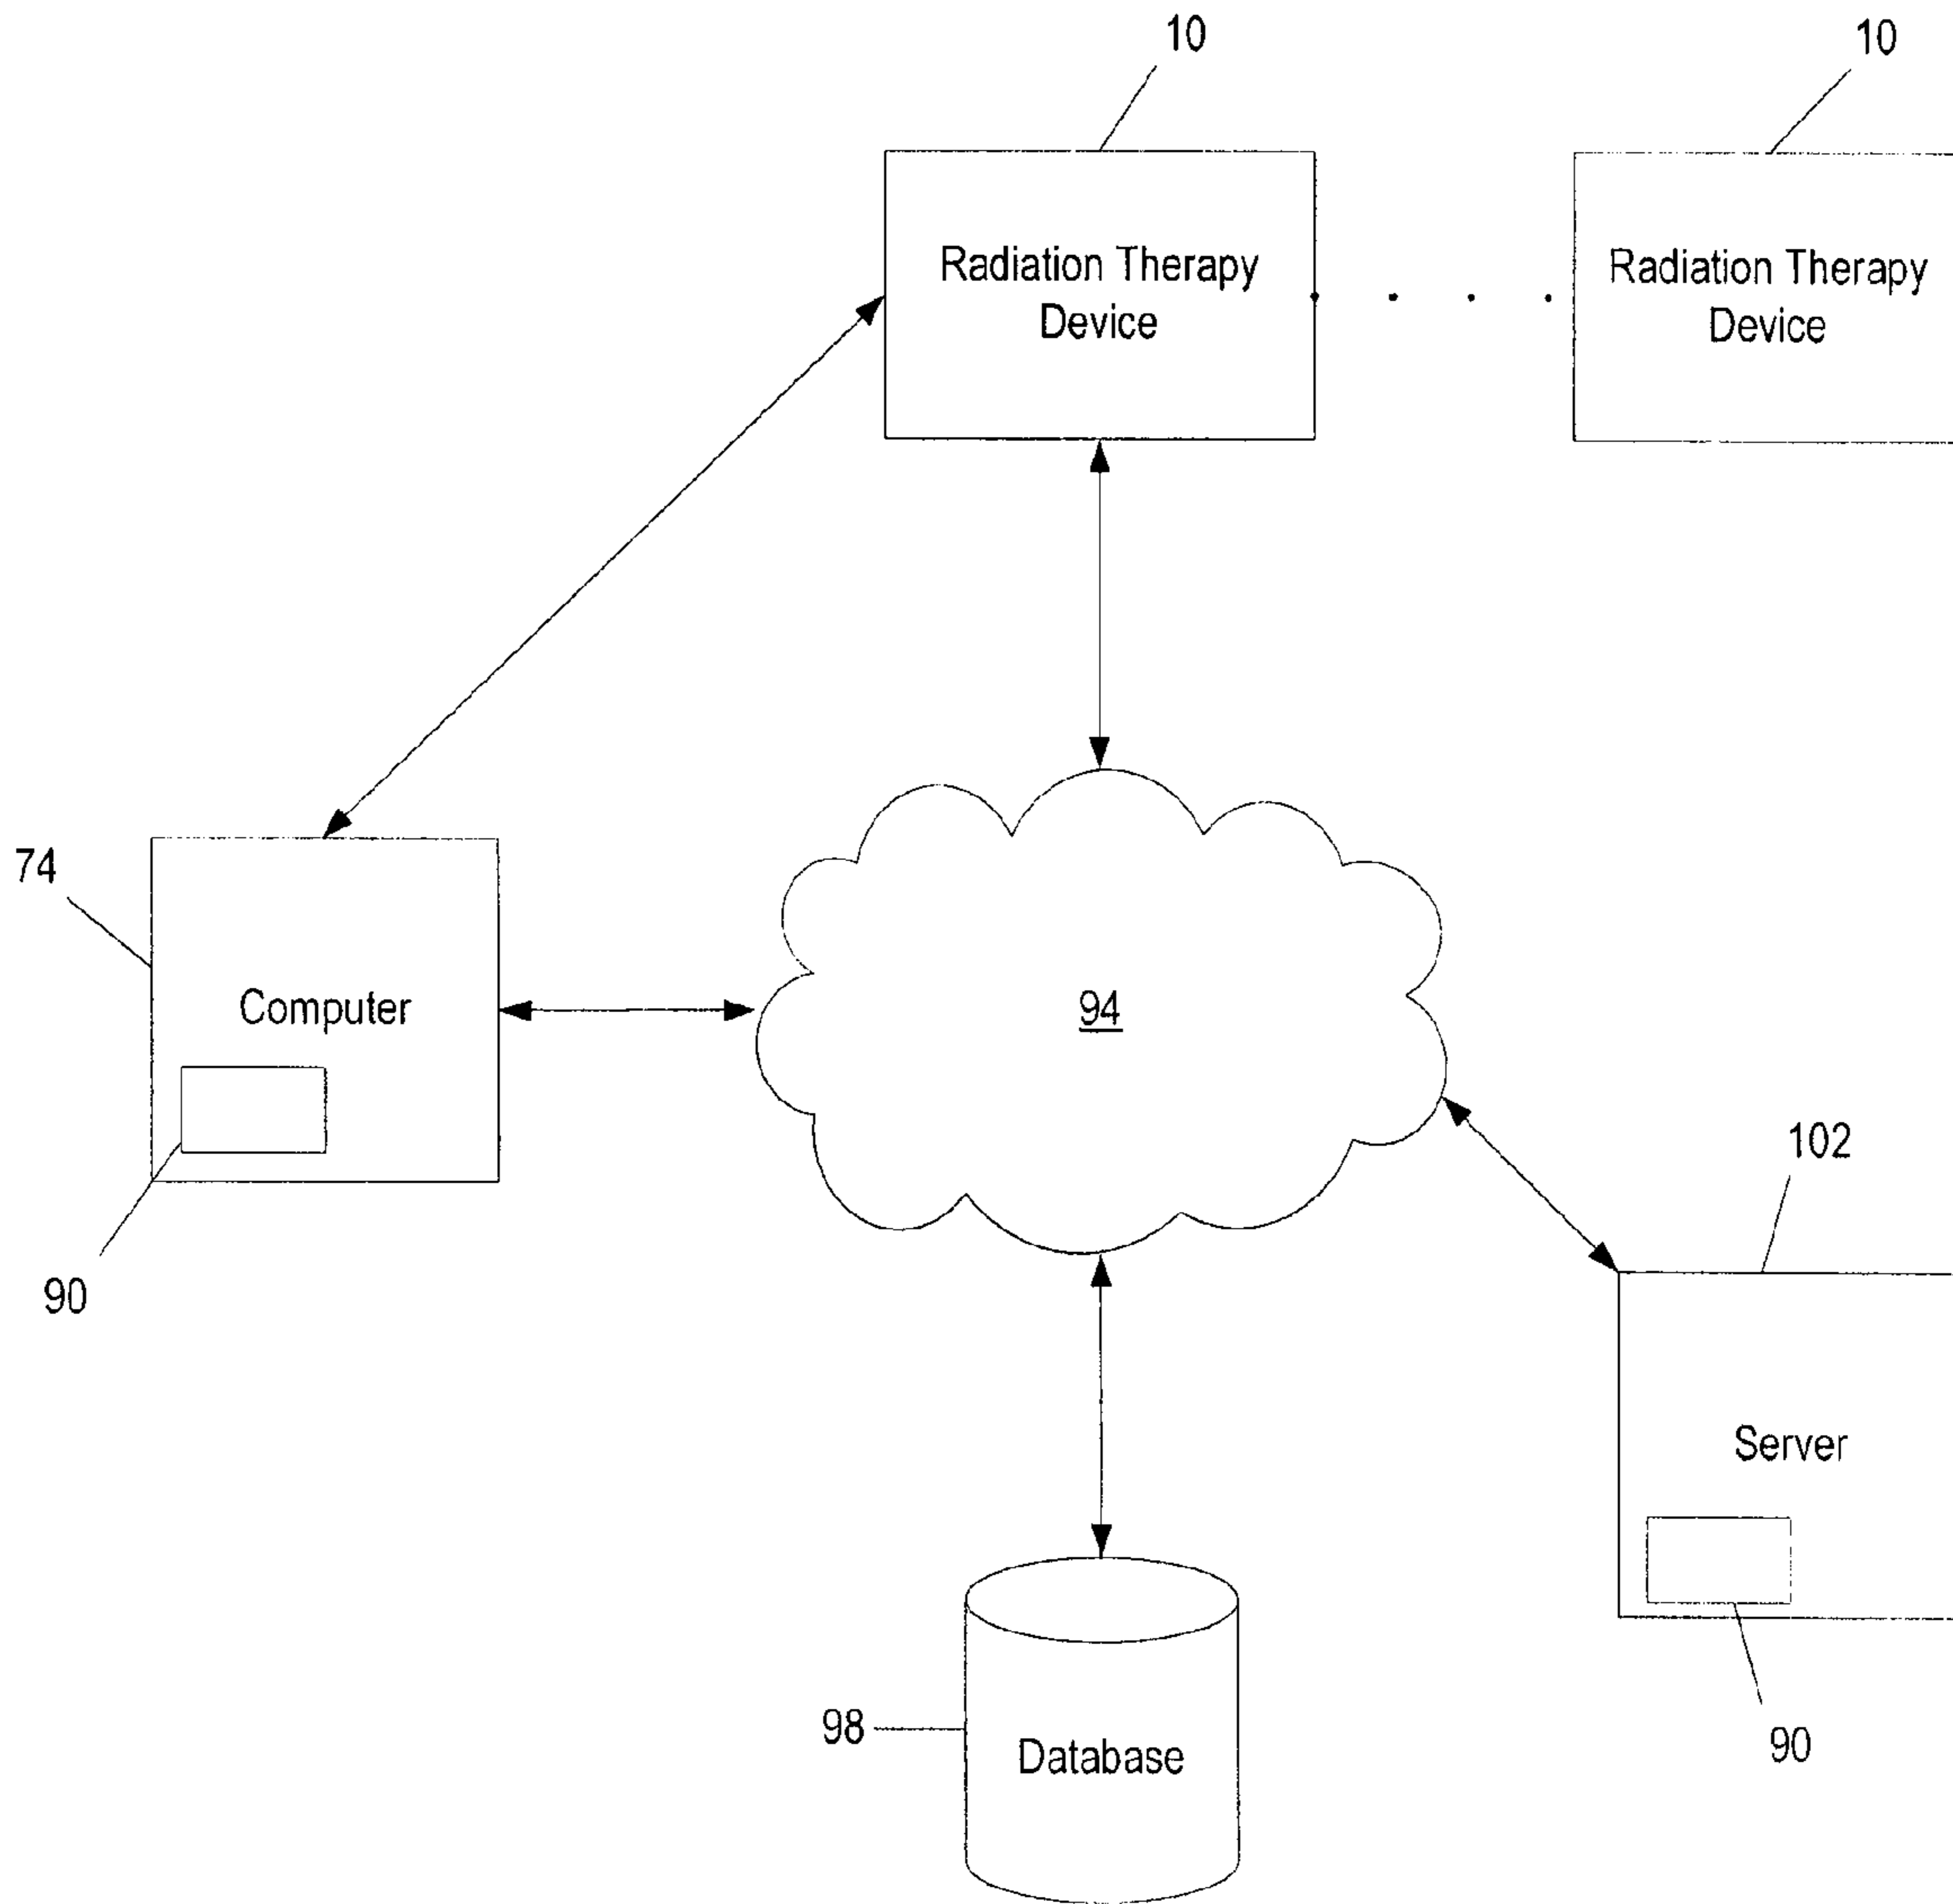 10
10
Radiation Therapy
Device
Radiation Therapy
Device
74
Computer
94
90
102
Server
98
Database
90